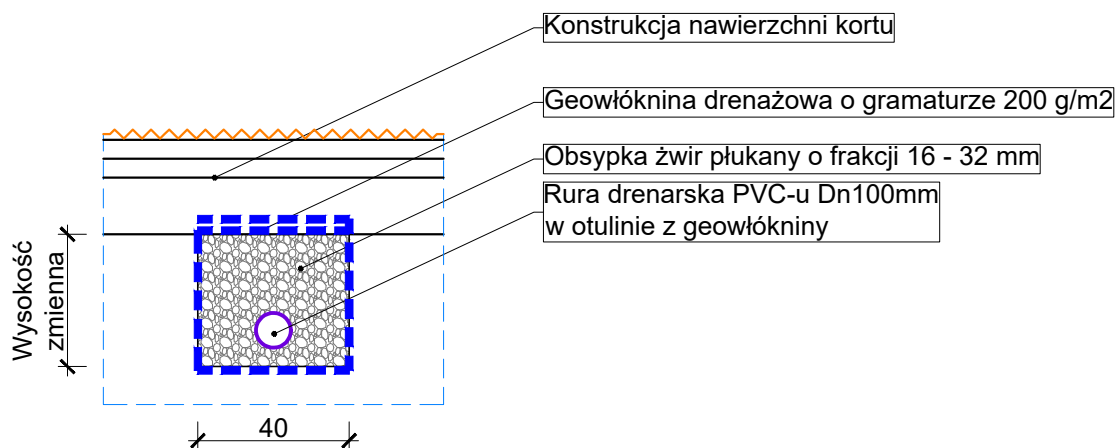 Konstrukcja nawierzchni kortu
Geowłóknina drenażowa o gramaturze 200 g/m2
Obsypka żwir płukany o frakcji 16 - 32 mm
Rura drenarska PVC-u Dn100mm
w otulinie z geowłókniny
Wysokość
zmienna
40